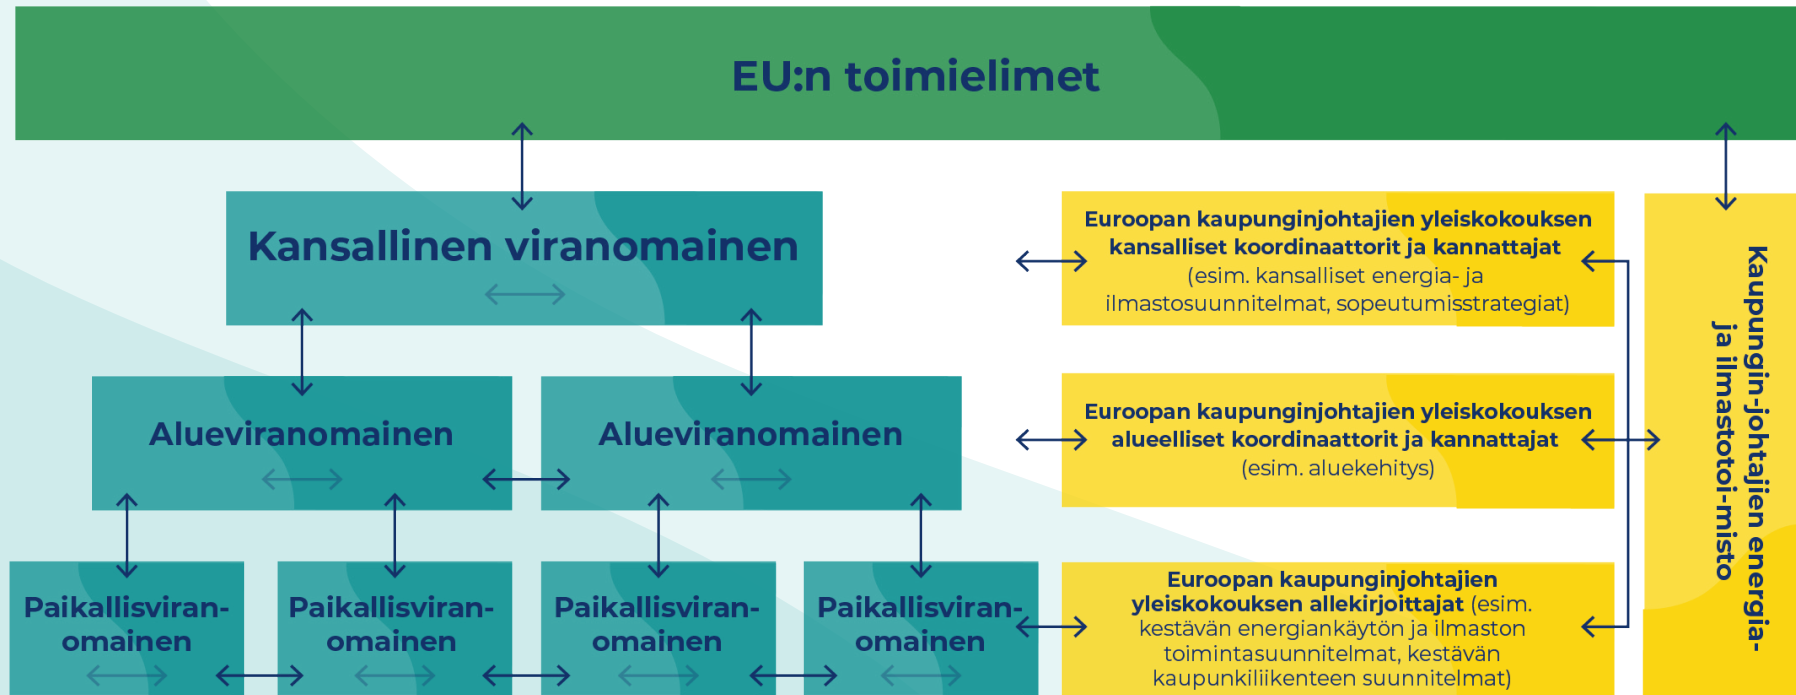 EU:n toimielimet
Kansallinen viranomainen
Euroopan kaupunginjohtajien yleiskokouksen
kansalliset koordinaattorit ja kannattajat
(esim. kansalliset energia- ja
ilmastosuunnitelmat, sopeutumisstrategiat)
Alueviranomainen
Alueviranomainen
Euroopan kaupunginjohtajien yleiskokouksen
alueelliset koordinaattorit ja kannattajat
(esim. aluekehitys)
Paikallisviran-
omainen
Paikallisviran-
omainen
Paikallisviran-
omainen
Paikallisviran-
omainen
Euroopan kaupunginjohtajien
yleiskokouksen allekirjoittajat (esim.
kestävän energiankäytön ja ilmaston
toimintasuunnitelmat, kestävän
kaupunkiliikenteen suunnitelmat)
Kaupungin-johtajien energia-
ja ilmastotoi-misto